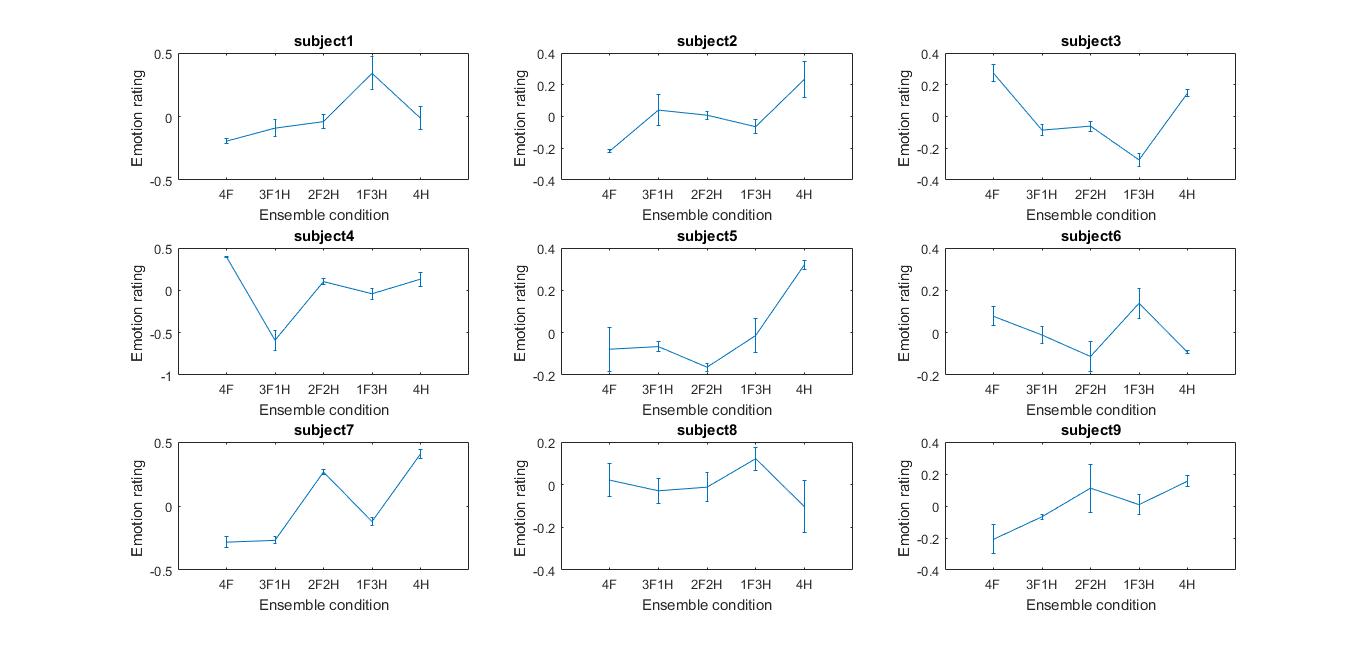 subject1
0.5
0
-0.5
Emotion rating
4F 3F1H 2F2H 1F3H 4H
Ensemble condition
subject2
0.4
0.2
0
-0.2
-0.4
Emotion rating
4F 3F1H 2F2H 1F3H 4H
Ensemble condition
subject3
0.4
0.2
0
-0.2
-0.4
Emotion rating
4F 3F1H 2F2H 1F3H 4H
Ensemble condition
subject4
0.5
0
-0.5
-1
Emotion rating
4F 3F1H 2F2H 1F3H 4H
Ensemble condition
subject5
0.4
0.2
0
-0.2
Emotion rating
4F 3F1H 2F2H 1F3H 4H
Ensemble condition
subject6
0.4
0.2
0
-0.2
Emotion rating
4F 3F1H 2F2H 1F3H 4H
Ensemble condition
subject7
0.5
0
-0.5
Emotion rating
4F 3F1H 2F2H 1F3H 4H
Ensemble condition
subject8
0.2
0
-0.2
-0.4
Emotion rating
4F 3F1H 2F2H 1F3H 4H
Ensemble condition
subject9
0.4
0.2
0
-0.2
-0.4
Emotion rating
4F 3F1H 2F2H 1F3H 4H
Ensemble condition